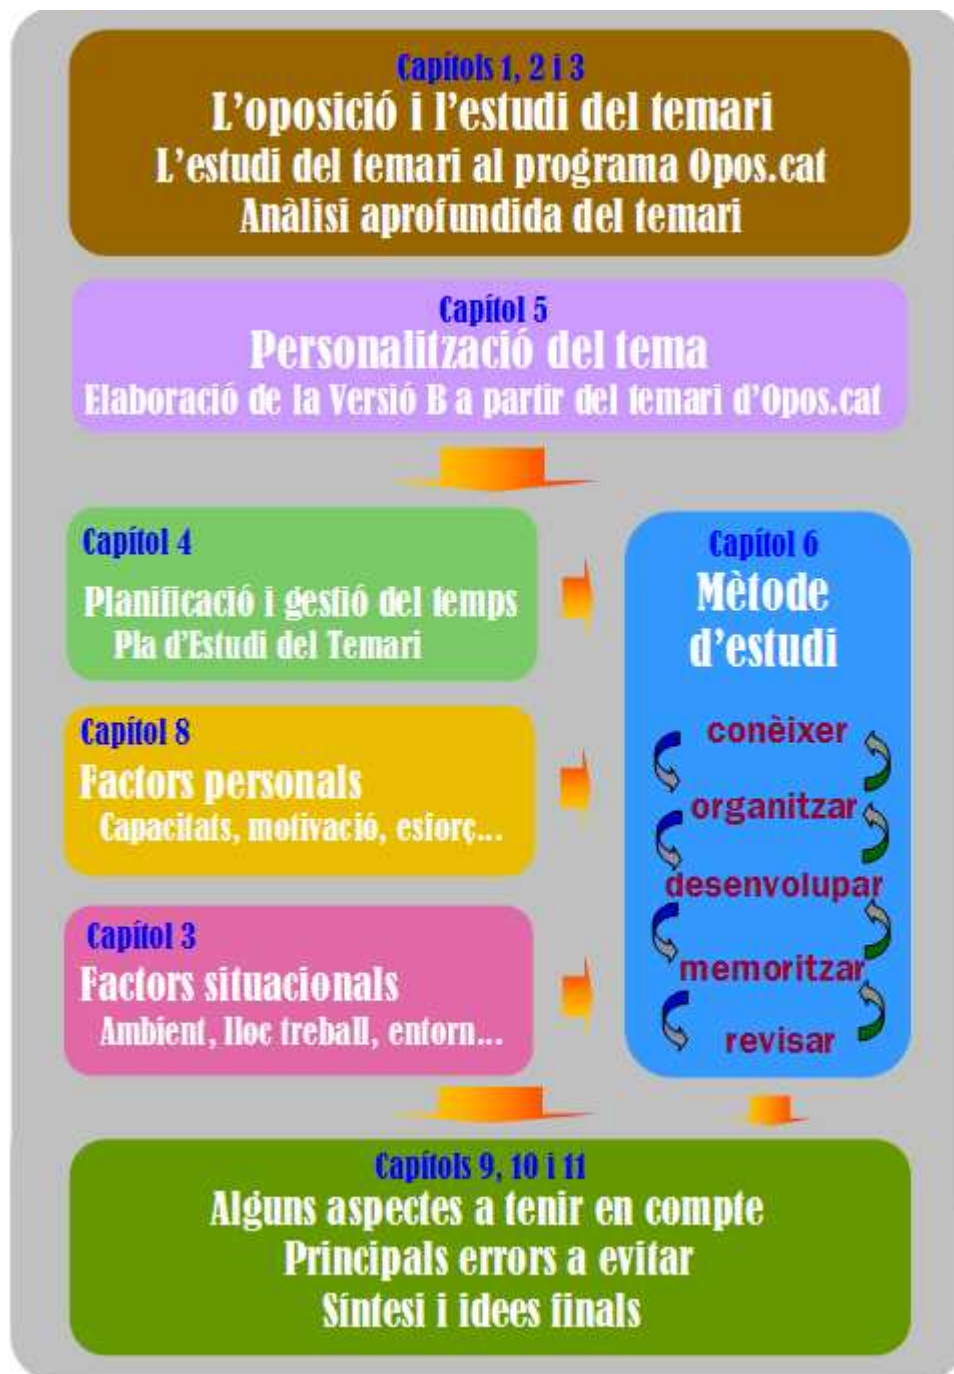 Capítols 1, 2 i 3
L'oposició i l'estudi del temari
L'estudi del temari al programa Opos.cat
Anàlisi aprofundida del temari
Capítol 5
Personalització del tema
Elaboració de la Versió B a partir del temari d'Opos.cat
Capítol 4
Planificació i gestió del temps
Pla d'Estudi del Temari
Capítol 8
Factors personals
Capacitats, motivació, esforç...
Capítol 3
Factors situacionals
Ambient, lloc treball, entorn...
Capítol 6
Mètode
d'estudi
conèixer
organitzar
desenvolupar
memoritzar
revisar
Capítols 9, 10 i 11
Alguns aspectes a tenir en compte
Principals errors a evitar
Síntesi i idees finals